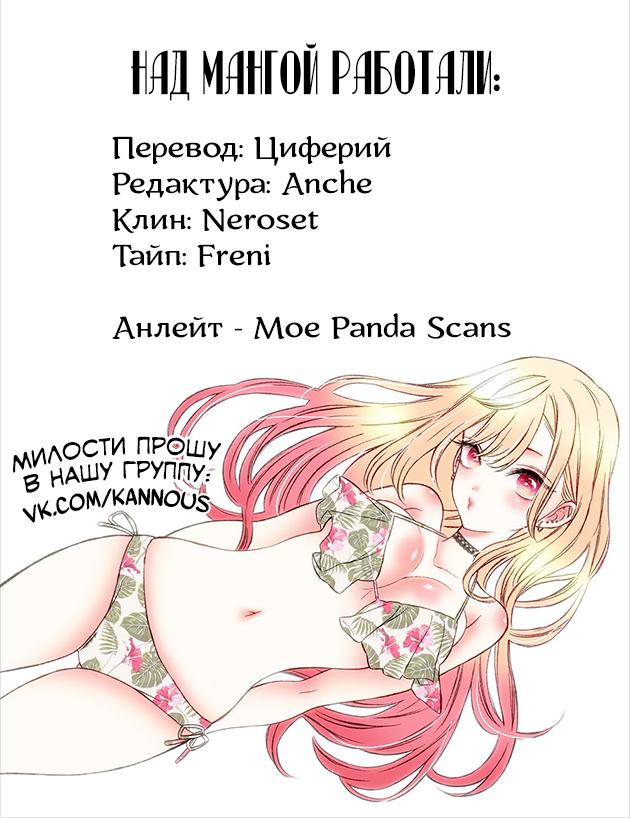 НАД МАНГОЙ РАБОТАЛИ:
Перевод: Циферий
Редактура: Anche
Клин: Neroset
Тайп: Freni
Анлейт - Moe Panda Scans
МИЛОСТИ ПРОШУ
В НАШУ ГРУППУ:
VK.COM/KANNOUS